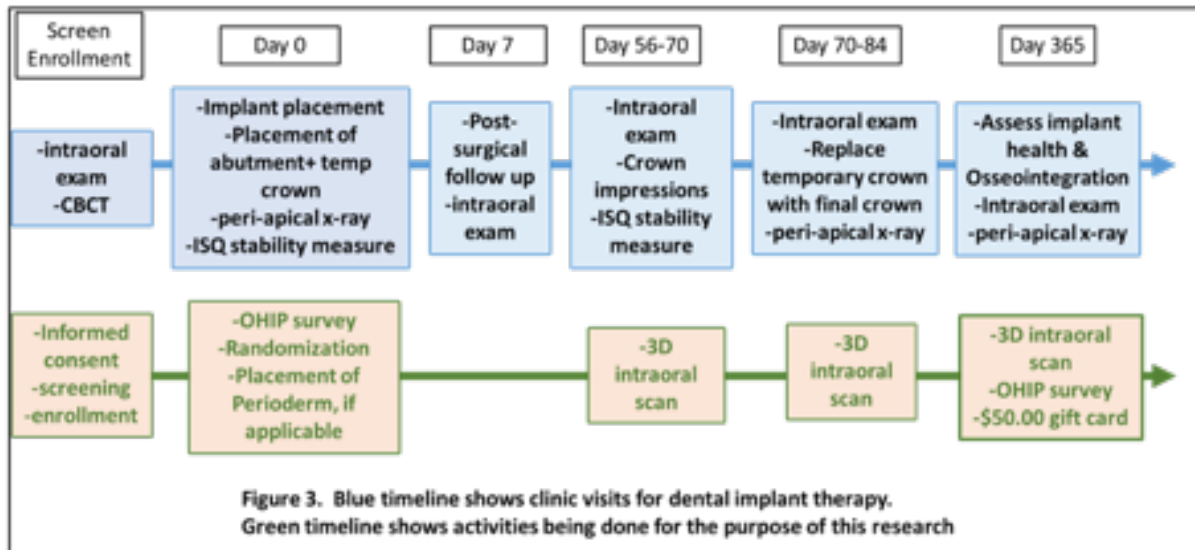 Screen
Enrollment
Day 0
Day 7
Day 56-70
Day 70-84
Day 365
-intraoral
exam
-CBCT
-Implant placement
-Placement of
abutment+ temp
crown
-peri-apical x-ray
-ISQ stability measure
-Post-
surgical
follow up
-intraoral
exam
-Intraoral
exam
-Crown
impressions
-ISQ stability
measure
-Intraoral exam
-Replace
temporary crown
with final crown
-peri-apical x-ray
-Assess implant
health &
Osseointegration
-Intraoral exam
-peri-apical x-ray
-Informed
consent
-screening
-enrollment
-OHIP survey
-Randomization
-Placement of
Perioderm, if
applicable
-3D
intraoral
scan
-3D
intraoral
scan
-3D intraoral
scan
-OHIP survey
-$50.00 gift card
Figure 3.  Blue timeline shows clinic visits for dental implant therapy.
Green timeline shows activities being done for the purpose of this research